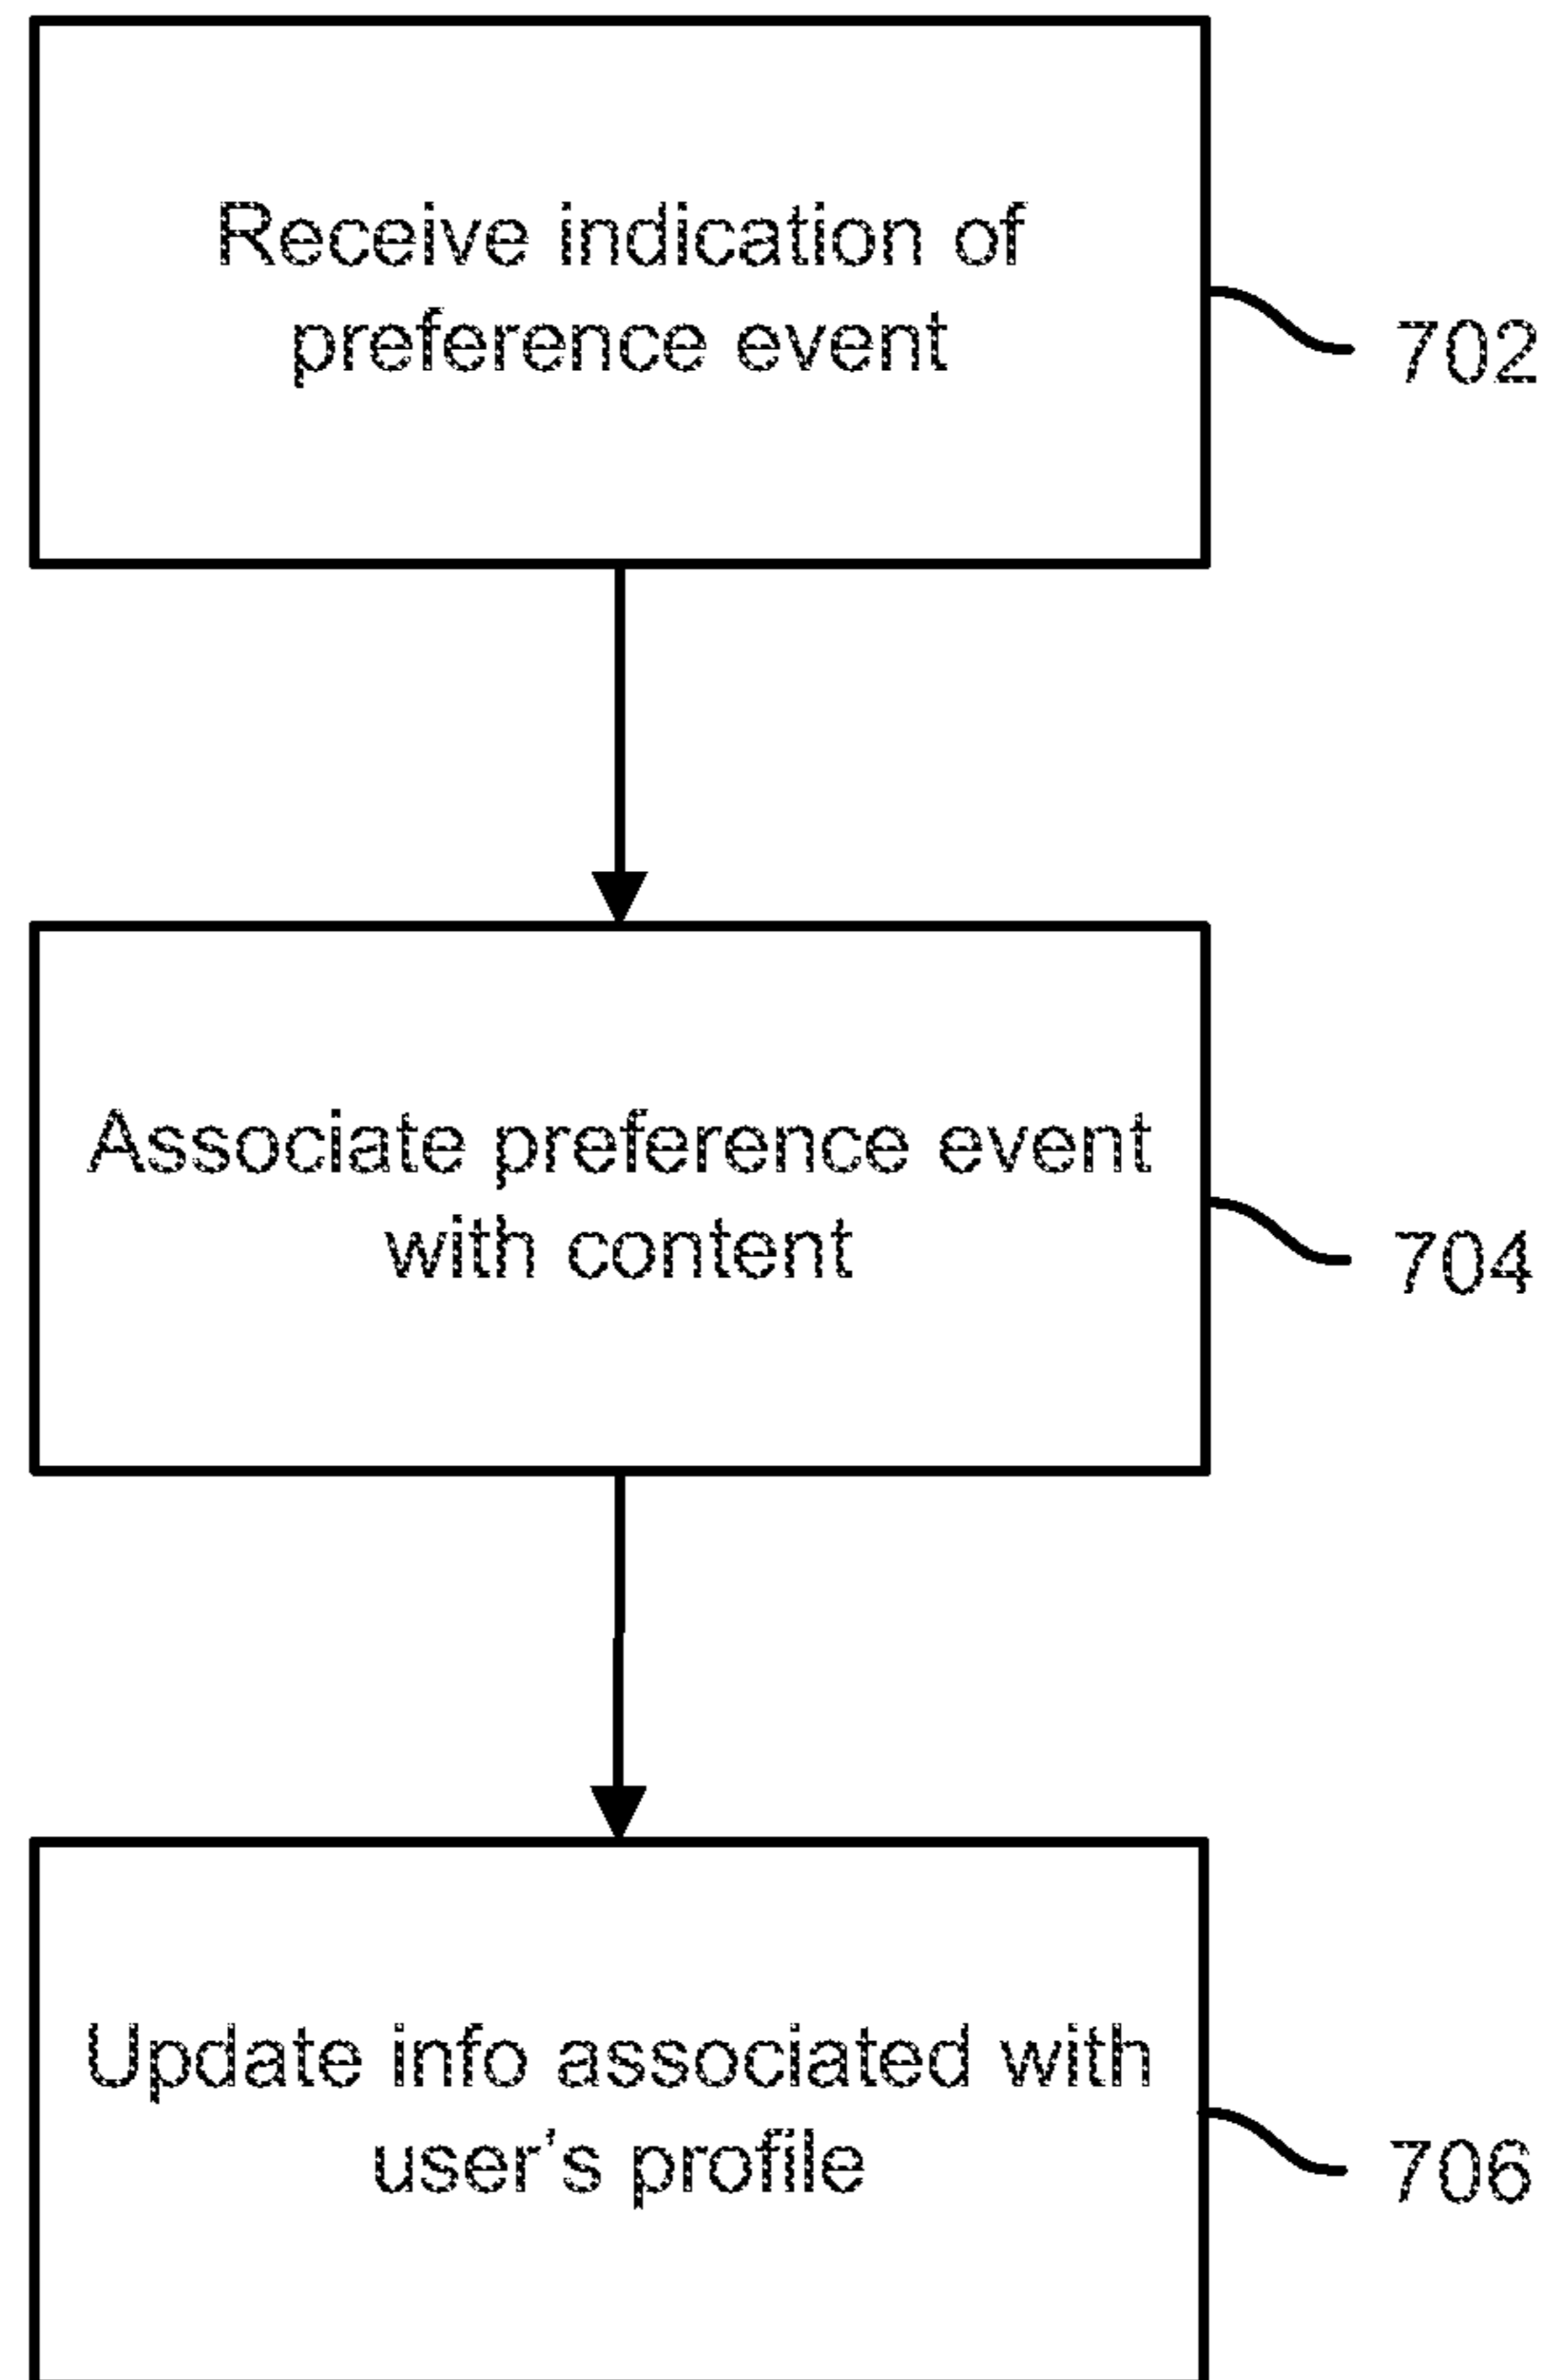 Receive indication of
preference event
702
Associate preference event
with content
704
Update info associated with
user's profile
706